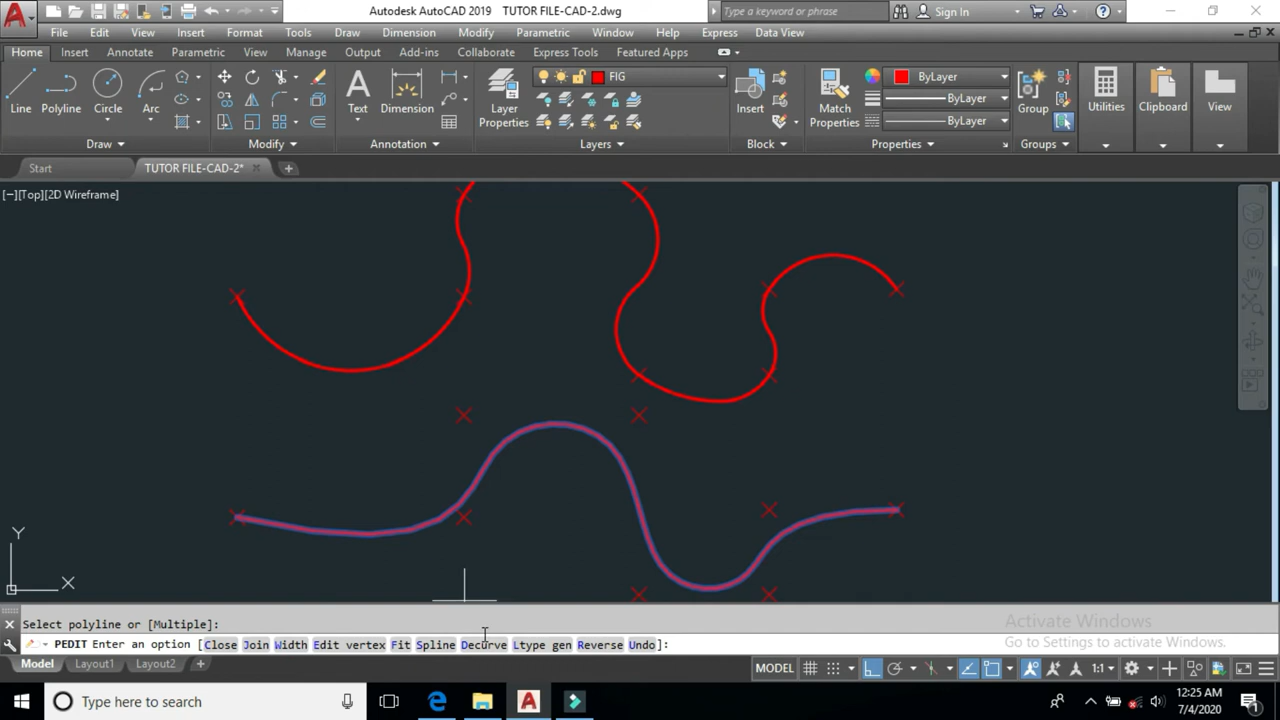 Autodesk AutoCAD 2019 TUTOR FILE-CAD-2.dwg
Type a keyword or phrase
Sign In
File Edit View Insert Format Tools Draw Dimension Modify Parametric Window Help Express Data View
Home Insert Annotate Parametric View Manage Output Add-ins Collaborate Express Tools Featured Apps
FIG
ByLayer
ByLayer
ByLayer
Line Polyline Circle Arc
Text Dimension
Layer
Properties
Insert
Match
Properties
Group
Utilities
Clipboard
View
Draw Modify Annotation Layers Block Properties Groups
Start
TUTOR FILE-CAD-2*
[−][Top][2D Wireframe]
Y
X
Select polyline or [Multiple]:
PEDIT Enter an option [Close Join Width Edit vertex Fit Spline Decurve Ltype gen Reverse Undo]:
Activate Windows
Go to Settings to activate Windows.
Model Layout1 Layout2
MODEL
1:1
Type here to search
12:25 AM
7/4/2020
1